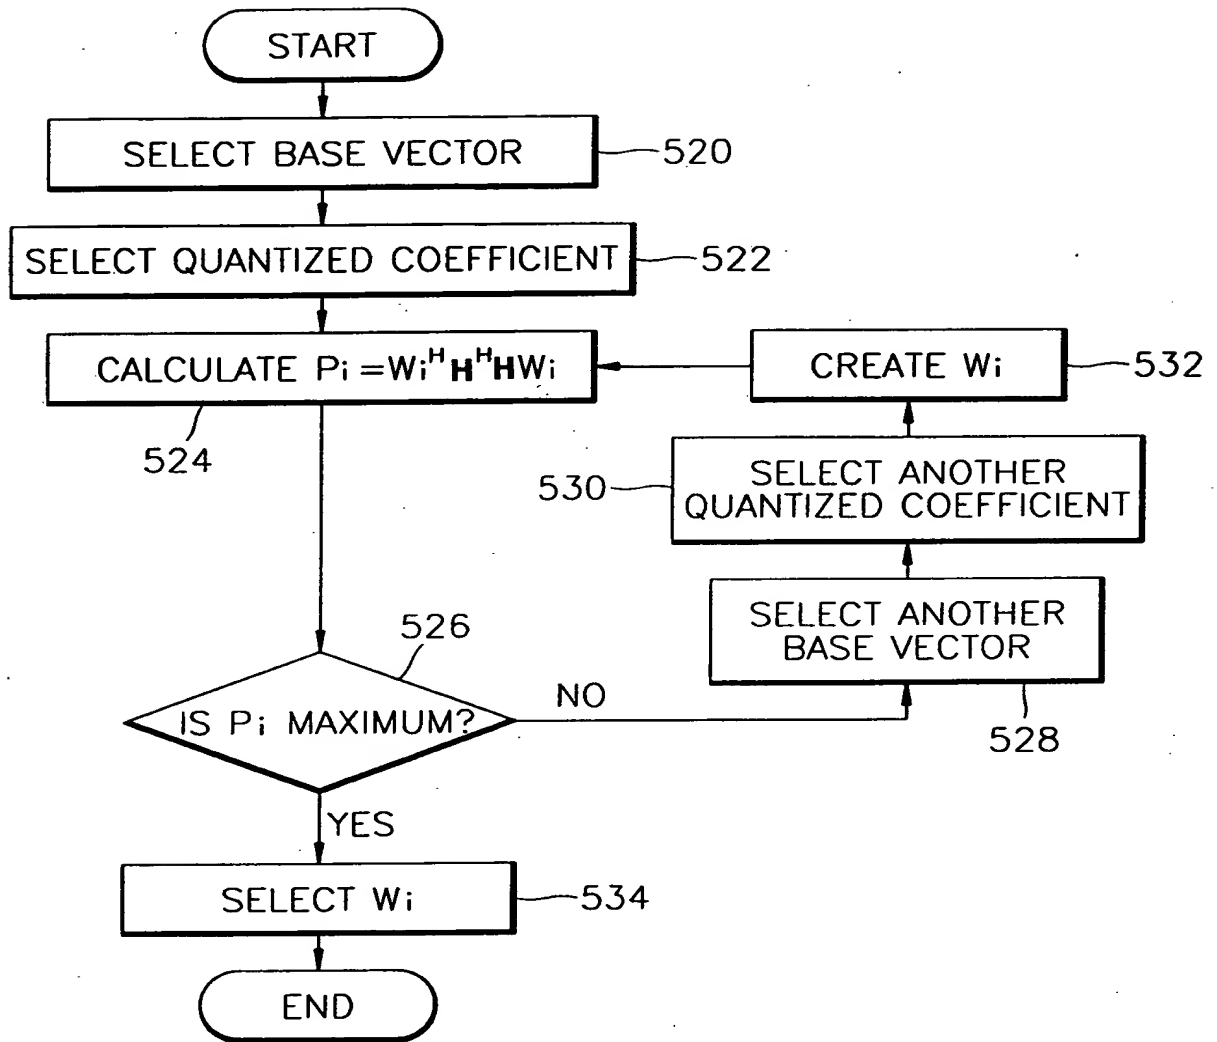 START
SELECT BASE VECTOR
520
SELECT QUANTIZED COEFFICIENT
522
CALCULATE Pi=Wi^H H^H HWi
524
CREATE Wi
532
SELECT ANOTHER
QUANTIZED COEFFICIENT
530
SELECT ANOTHER
BASE VECTOR
528
526
IS Pi MAXIMUM?
NO
YES
SELECT Wi
534
END